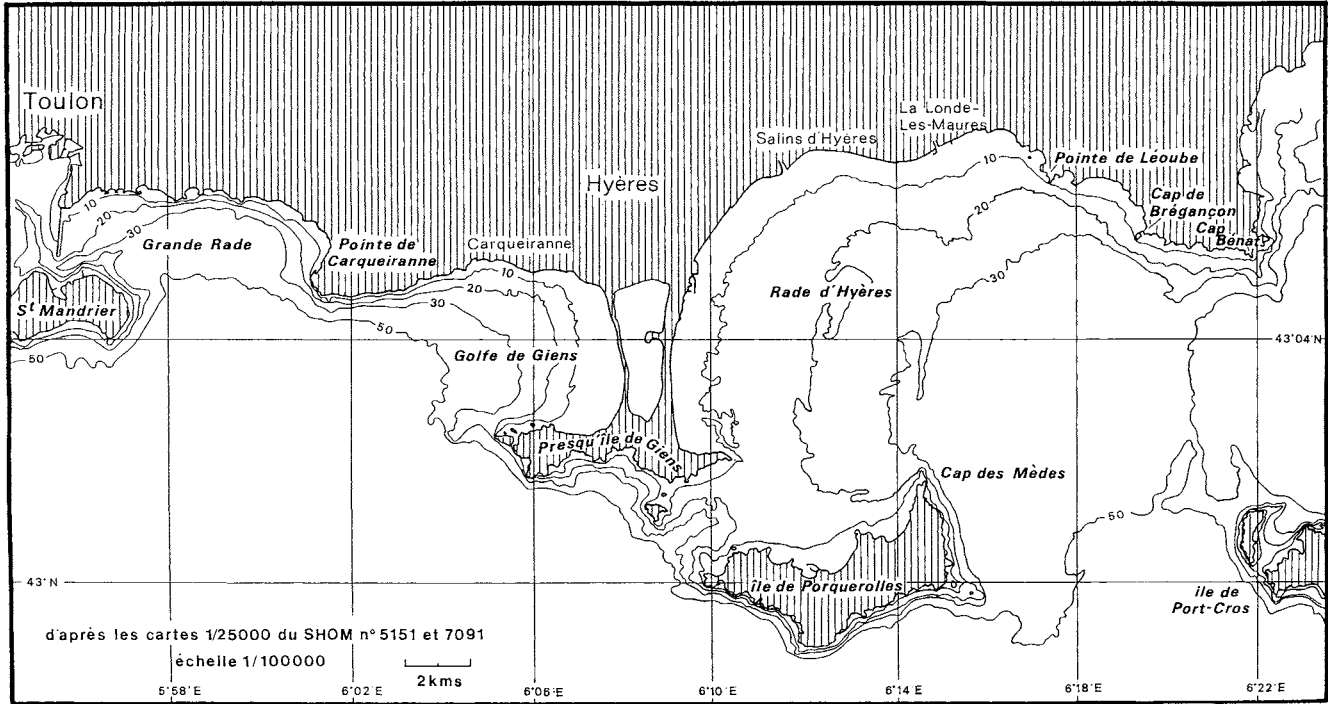 Toulon
La Londe-
Les-Maures
Salins d'Hyères
Pointe de Léoube
Hyères
10
10
20
Cap de
Brégançon
Cap
Bénat
20
30
Grande Rade
Pointe de
Carqueiranne
Carqueiranne
10
20
30
30
Rade d'Hyères
St Mandrier
50
50
Golfe de Giens
43°04'N
Presqu'île de Giens
Cap des Mèdes
50
43°N
île de Porquerolles
île de
Port-Cros
d'après les cartes 1/25000 du SHOM n° 5151 et 7091
échelle 1/100000
2kms
5°58'E
6°02'E
6°06'E
6°10'E
6°14'E
6°18'E
6°22'E